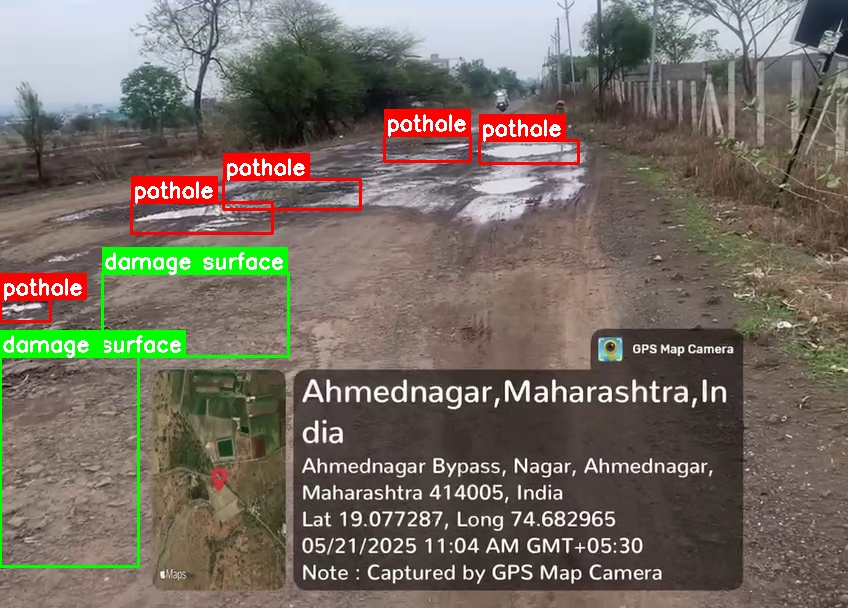 pothole
pothole
pothole
pothole
damage surface
pothole
damage surface
GPS Map Camera
Ahmednagar,Maharashtra,In
dia
Ahmednagar Bypass, Nagar, Ahmednagar,
Maharashtra 414005, India
Lat 19.077287, Long 74.682965
05/21/2025 11:04 AM GMT+05:30
Note : Captured by GPS Map Camera
Maps